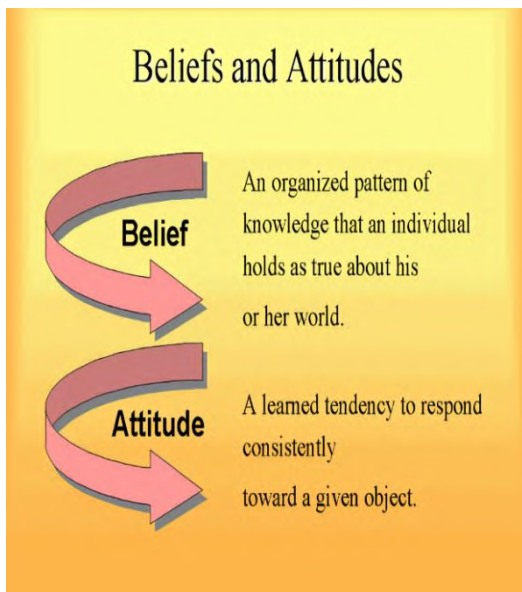 Beliefs and Attitudes
Belief
An organized pattern of
knowledge that an individual
holds as true about his
or her world.
Attitude
A learned tendency to respond
consistently
toward a given object.